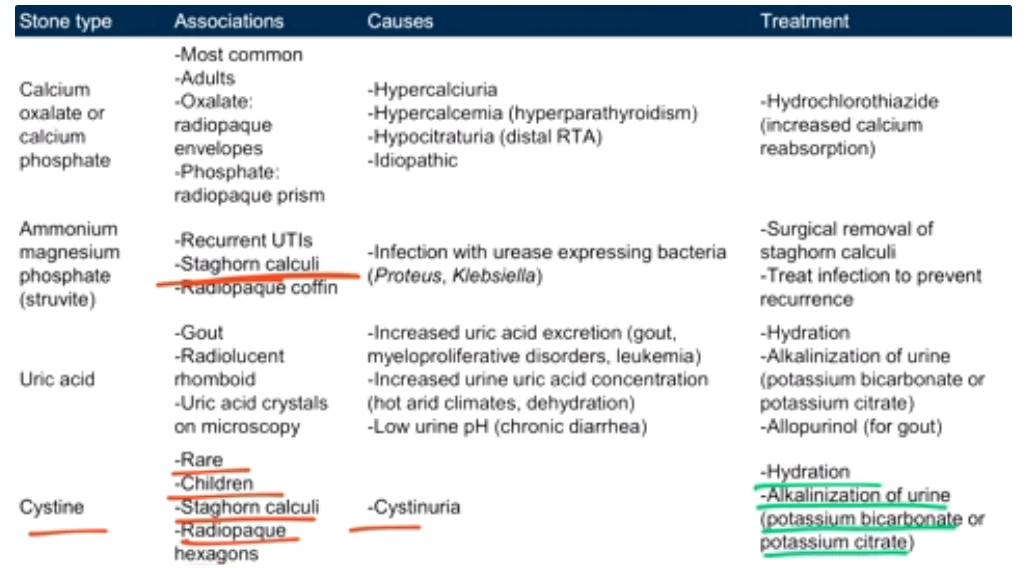 Stone type Associations Causes Treatment
Calcium
oxalate or
calcium
phosphate
-Most common
-Adults
-Oxalate:
radiopaque
envelopes
-Phosphate:
radiopaque prism
-Hypercalciuria
-Hypercalcemia (hyperparathyroidism)
-Hypocitraturia (distal RTA)
-Idiopathic
-Hydrochlorothiazide
(increased calcium
reabsorption)
Ammonium
magnesium
phosphate
(struvite)
-Recurrent UTIs
-Staghorn calculi
-Radiopaque coffin
-Infection with urease expressing bacteria
(Proteus, Klebsiella)
-Surgical removal of
staghorn calculi
-Treat infection to prevent
recurrence
Uric acid
-Gout
-Radiolucent
rhomboid
-Uric acid crystals
on microscopy
-Increased uric acid excretion (gout,
myeloproliferative disorders, leukemia)
-Increased urine uric acid concentration
(hot arid climates, dehydration)
-Low urine pH (chronic diarrhea)
-Hydration
-Alkalinization of urine
(potassium bicarbonate or
potassium citrate)
-Allopurinol (for gout)
Cystine
-Rare
-Children
-Staghorn calculi
-Radiopaque
hexagons
-Cystinuria
-Hydration
-Alkalinization of urine
(potassium bicarbonate or
potassium citrate)